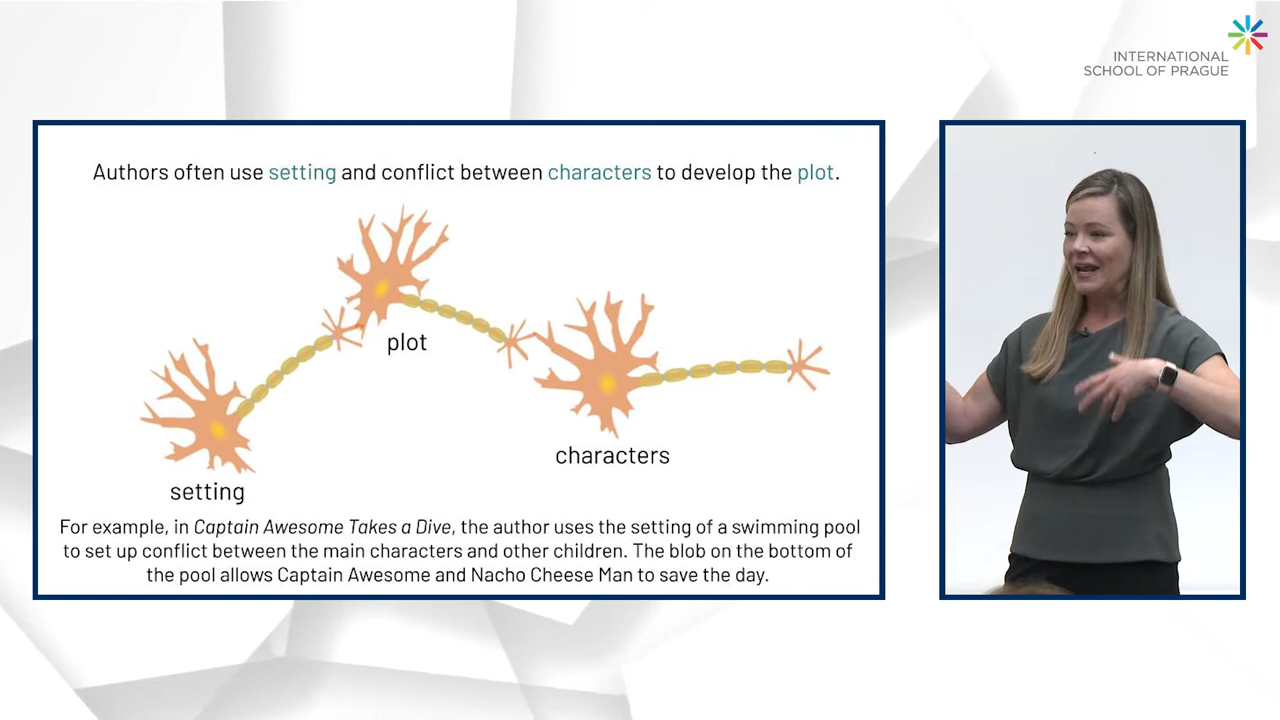 INTERNATIONAL
SCHOOL OF PRAGUE
Authors often use setting and conflict between characters to develop the plot.
plot
characters
setting
For example, in Captain Awesome Takes a Dive, the author uses the setting of a swimming pool
to set up conflict between the main characters and other children. The blob on the bottom of
the pool allows Captain Awesome and Nacho Cheese Man to save the day.